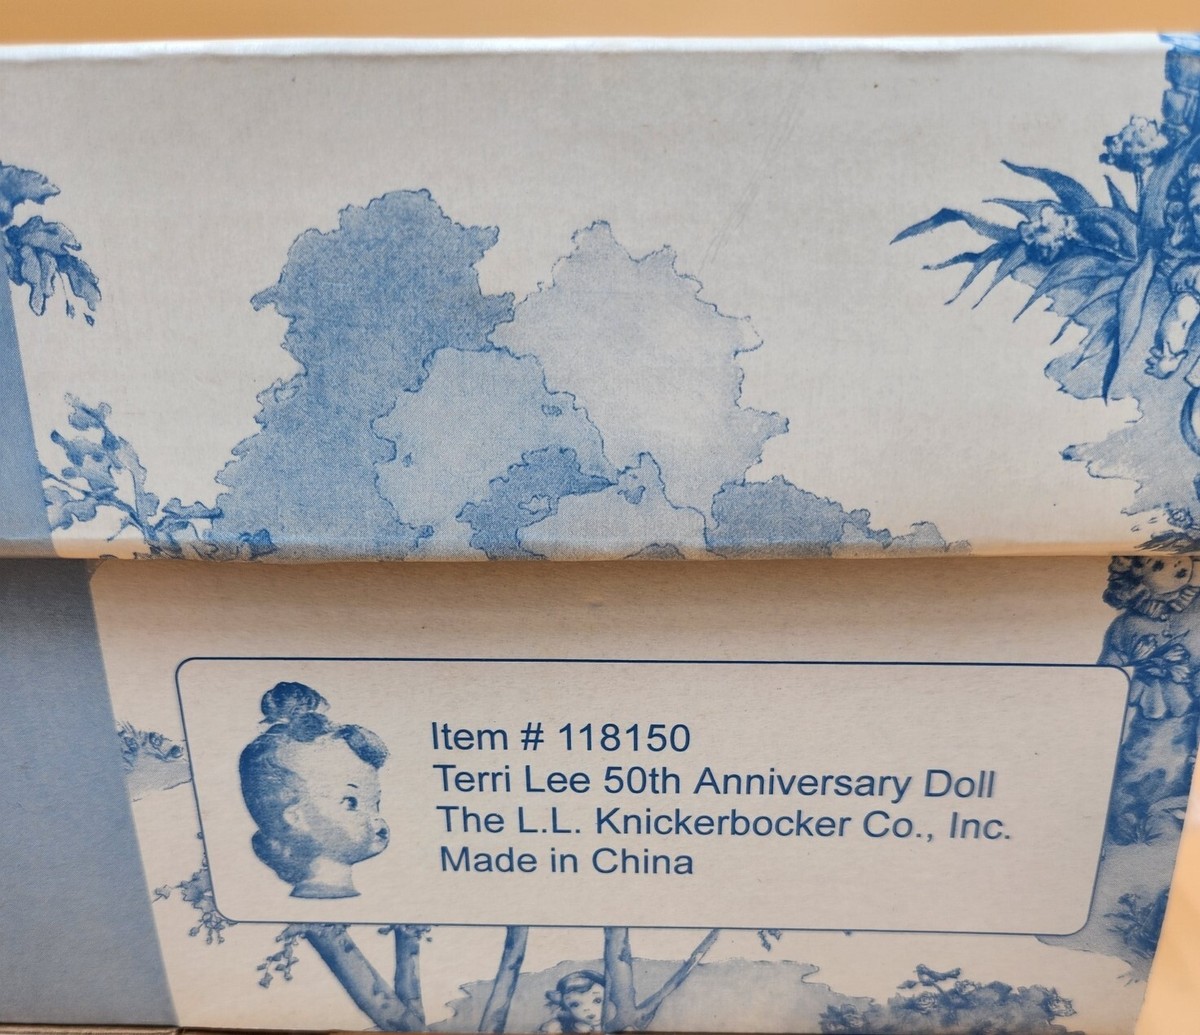 Item # 118150
Terri Lee 50th Anniversary Doll
The L.L. Knickerbocker Co., Inc.
Made in China